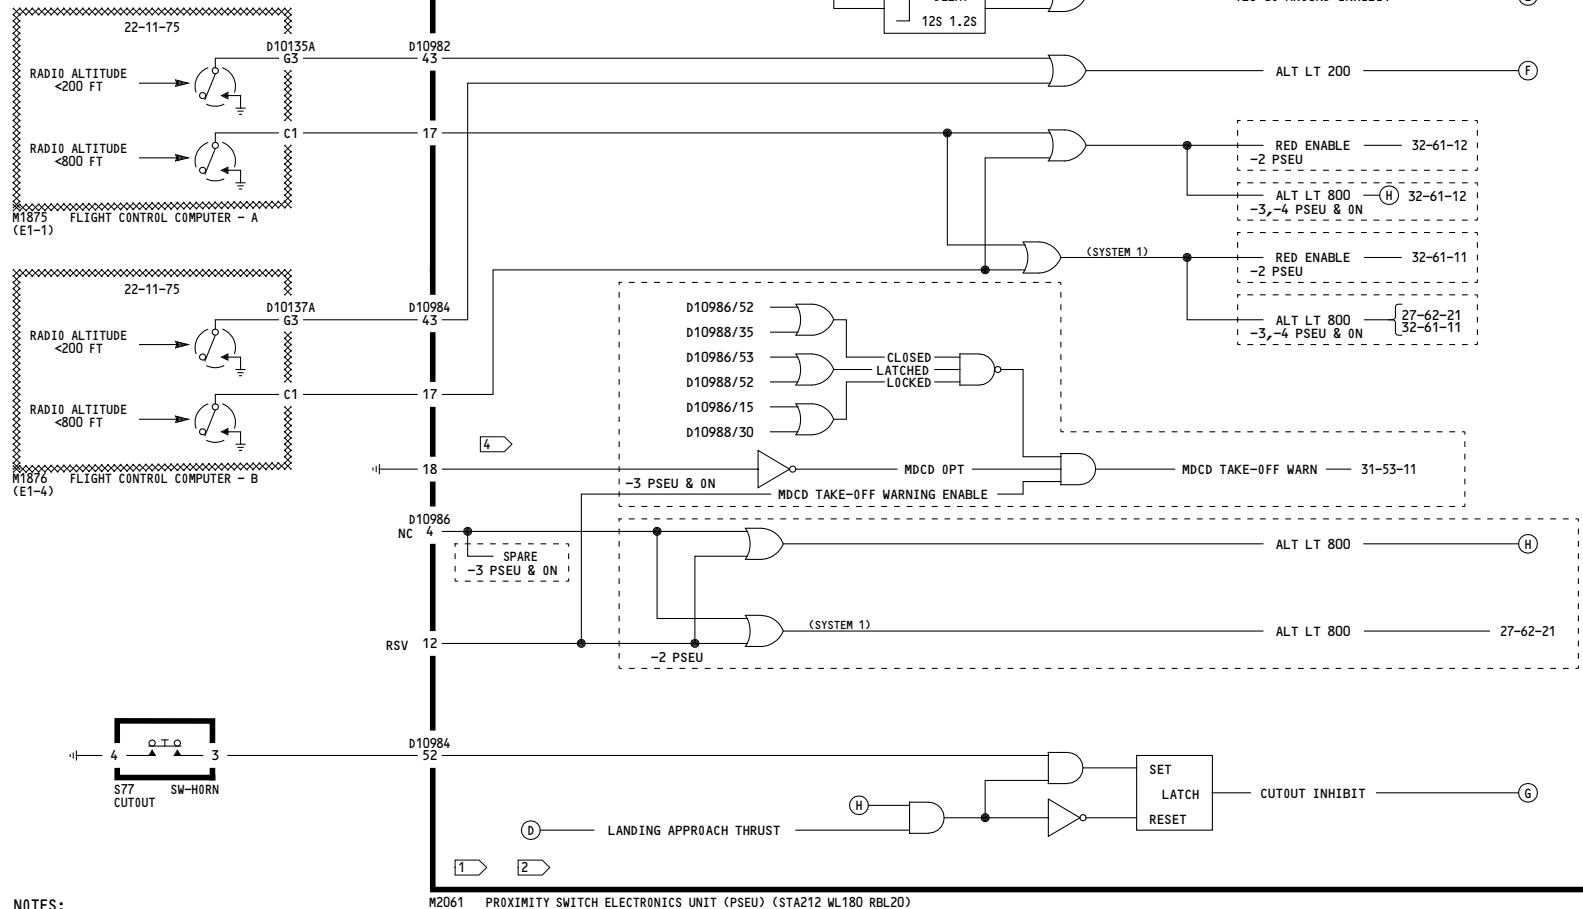 12S 1.2S
22-11-75
D10135A
G3
D10982
43
RADIO ALTITUDE
<200 FT
ALT LT 200
F
C1
17
RADIO ALTITUDE
<800 FT
RED ENABLE
32-61-12
-2 PSEU
ALT LT 800
H
32-61-12
-3,-4 PSEU & ON
M1875 FLIGHT CONTROL COMPUTER - A
(E1-1)
(SYSTEM 1)
RED ENABLE
32-61-11
-2 PSEU
22-11-75
D10137A
G3
D10984
43
ALT LT 800
27-62-21
32-61-11
-3,-4 PSEU & ON
RADIO ALTITUDE
<200 FT
D10986/52
D10988/35
D10986/53
D10988/52
D10986/15
D10988/30
CLOSED
LATCHED
LOCKED
C1
17
RADIO ALTITUDE
<800 FT
4
M1876 FLIGHT CONTROL COMPUTER - B
(E1-4)
18
-3 PSEU & ON
MDCD OPT
MDCD TAKE-OFF WARN
31-53-11
MDCD TAKE-OFF WARNING ENABLE
D10986
NC 4
SPARE
-3 PSEU & ON
ALT LT 800
H
(SYSTEM 1)
ALT LT 800
27-62-21
RSV 12
-2 PSEU
D10984
4
3
52
S77 SW-HORN
CUTOUT
SET
LATCH
RESET
CUTOUT INHIBIT
G
H
D
LANDING APPROACH THRUST
1
2
M2061 PROXIMITY SWITCH ELECTRONICS UNIT (PSEU) (STA212 WL180 RBL20)
NOTES: